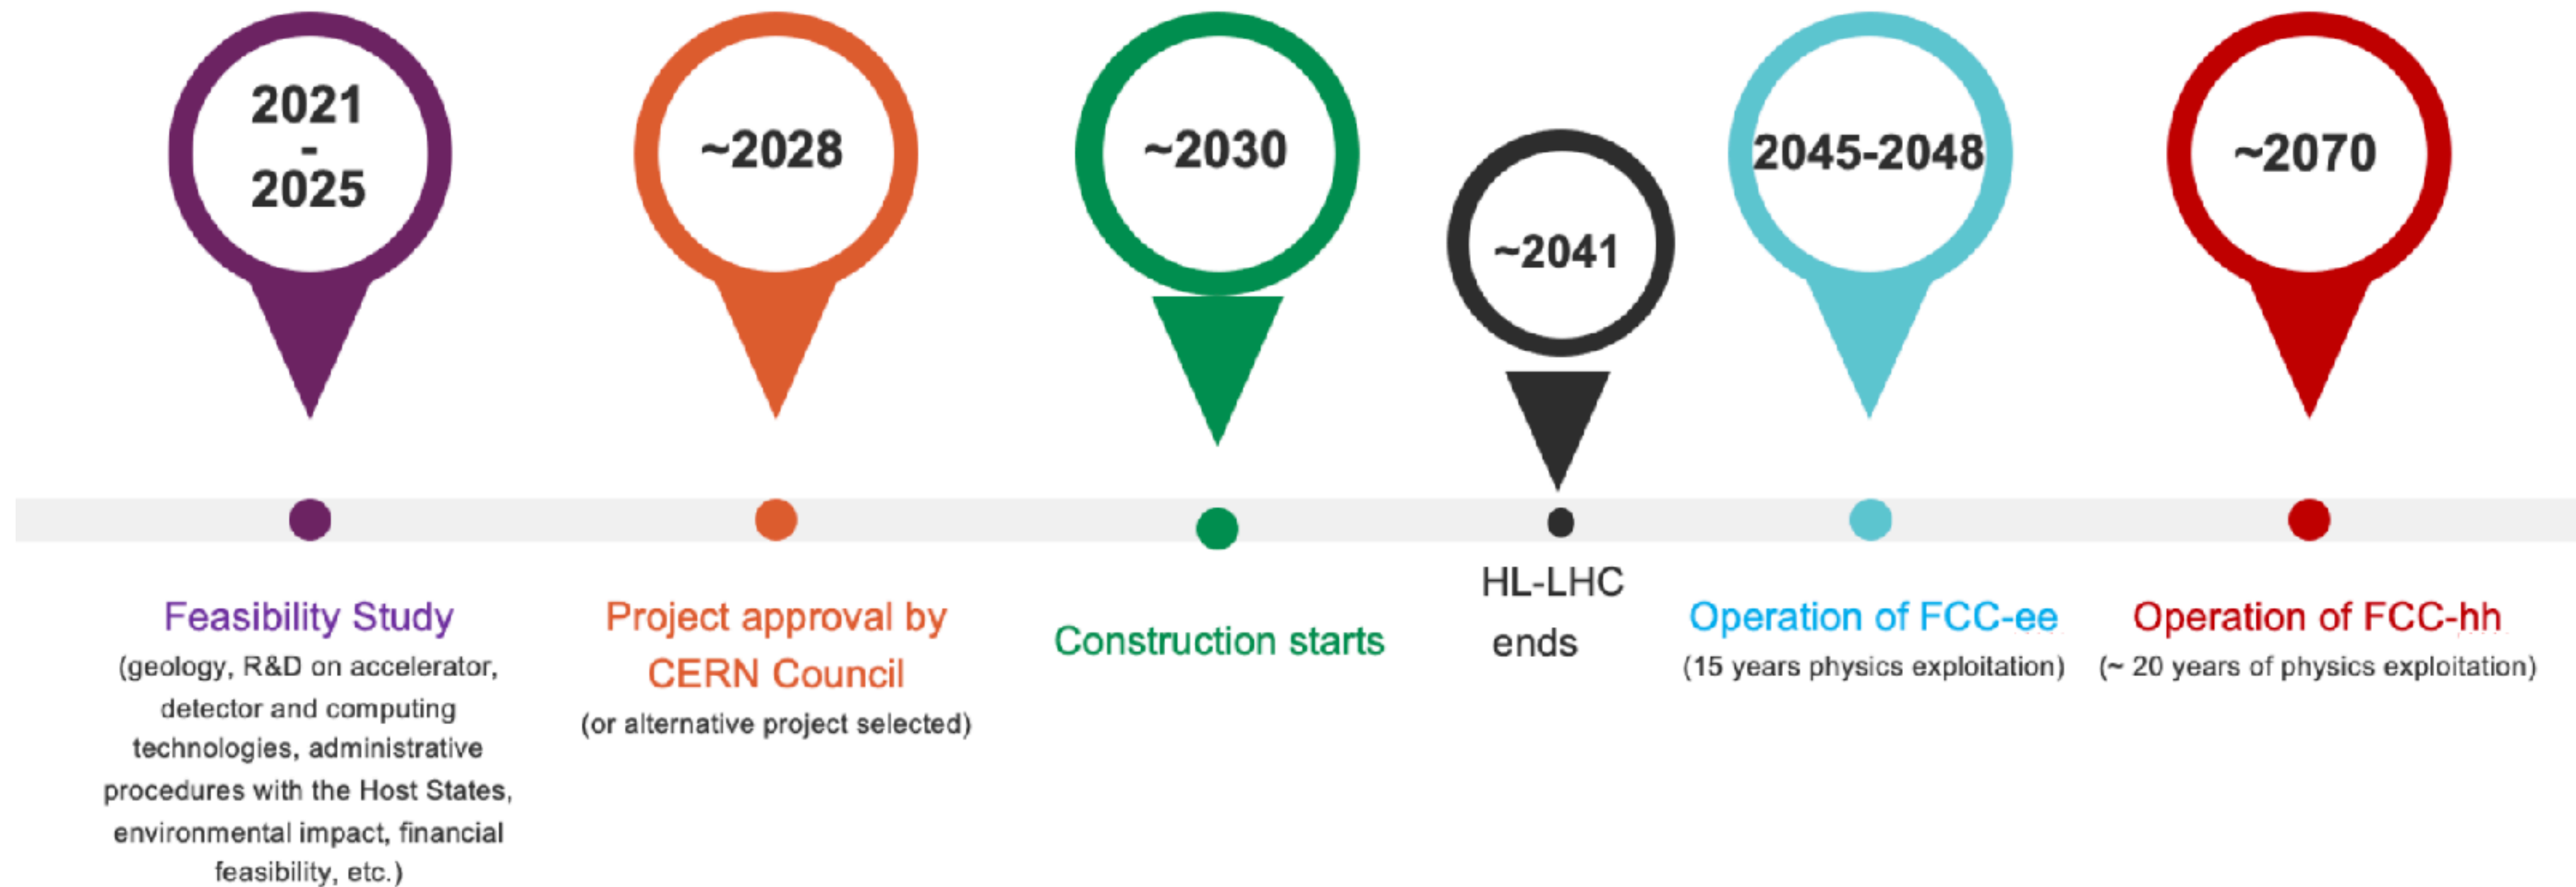 2021
-
2025
~2028
~2030
~2041
2045-2048
~2070
Feasibility Study
(geology, R&D on accelerator,
detector and computing
technologies, administrative
procedures with the Host States,
environmental impact, financial
feasibility, etc.)
Project approval by
CERN Council
(or alternative project selected)
Construction starts
HL-LHC
ends
Operation of FCC-ee
(15 years physics exploitation)
Operation of FCC-hh
(~ 20 years of physics exploitation)